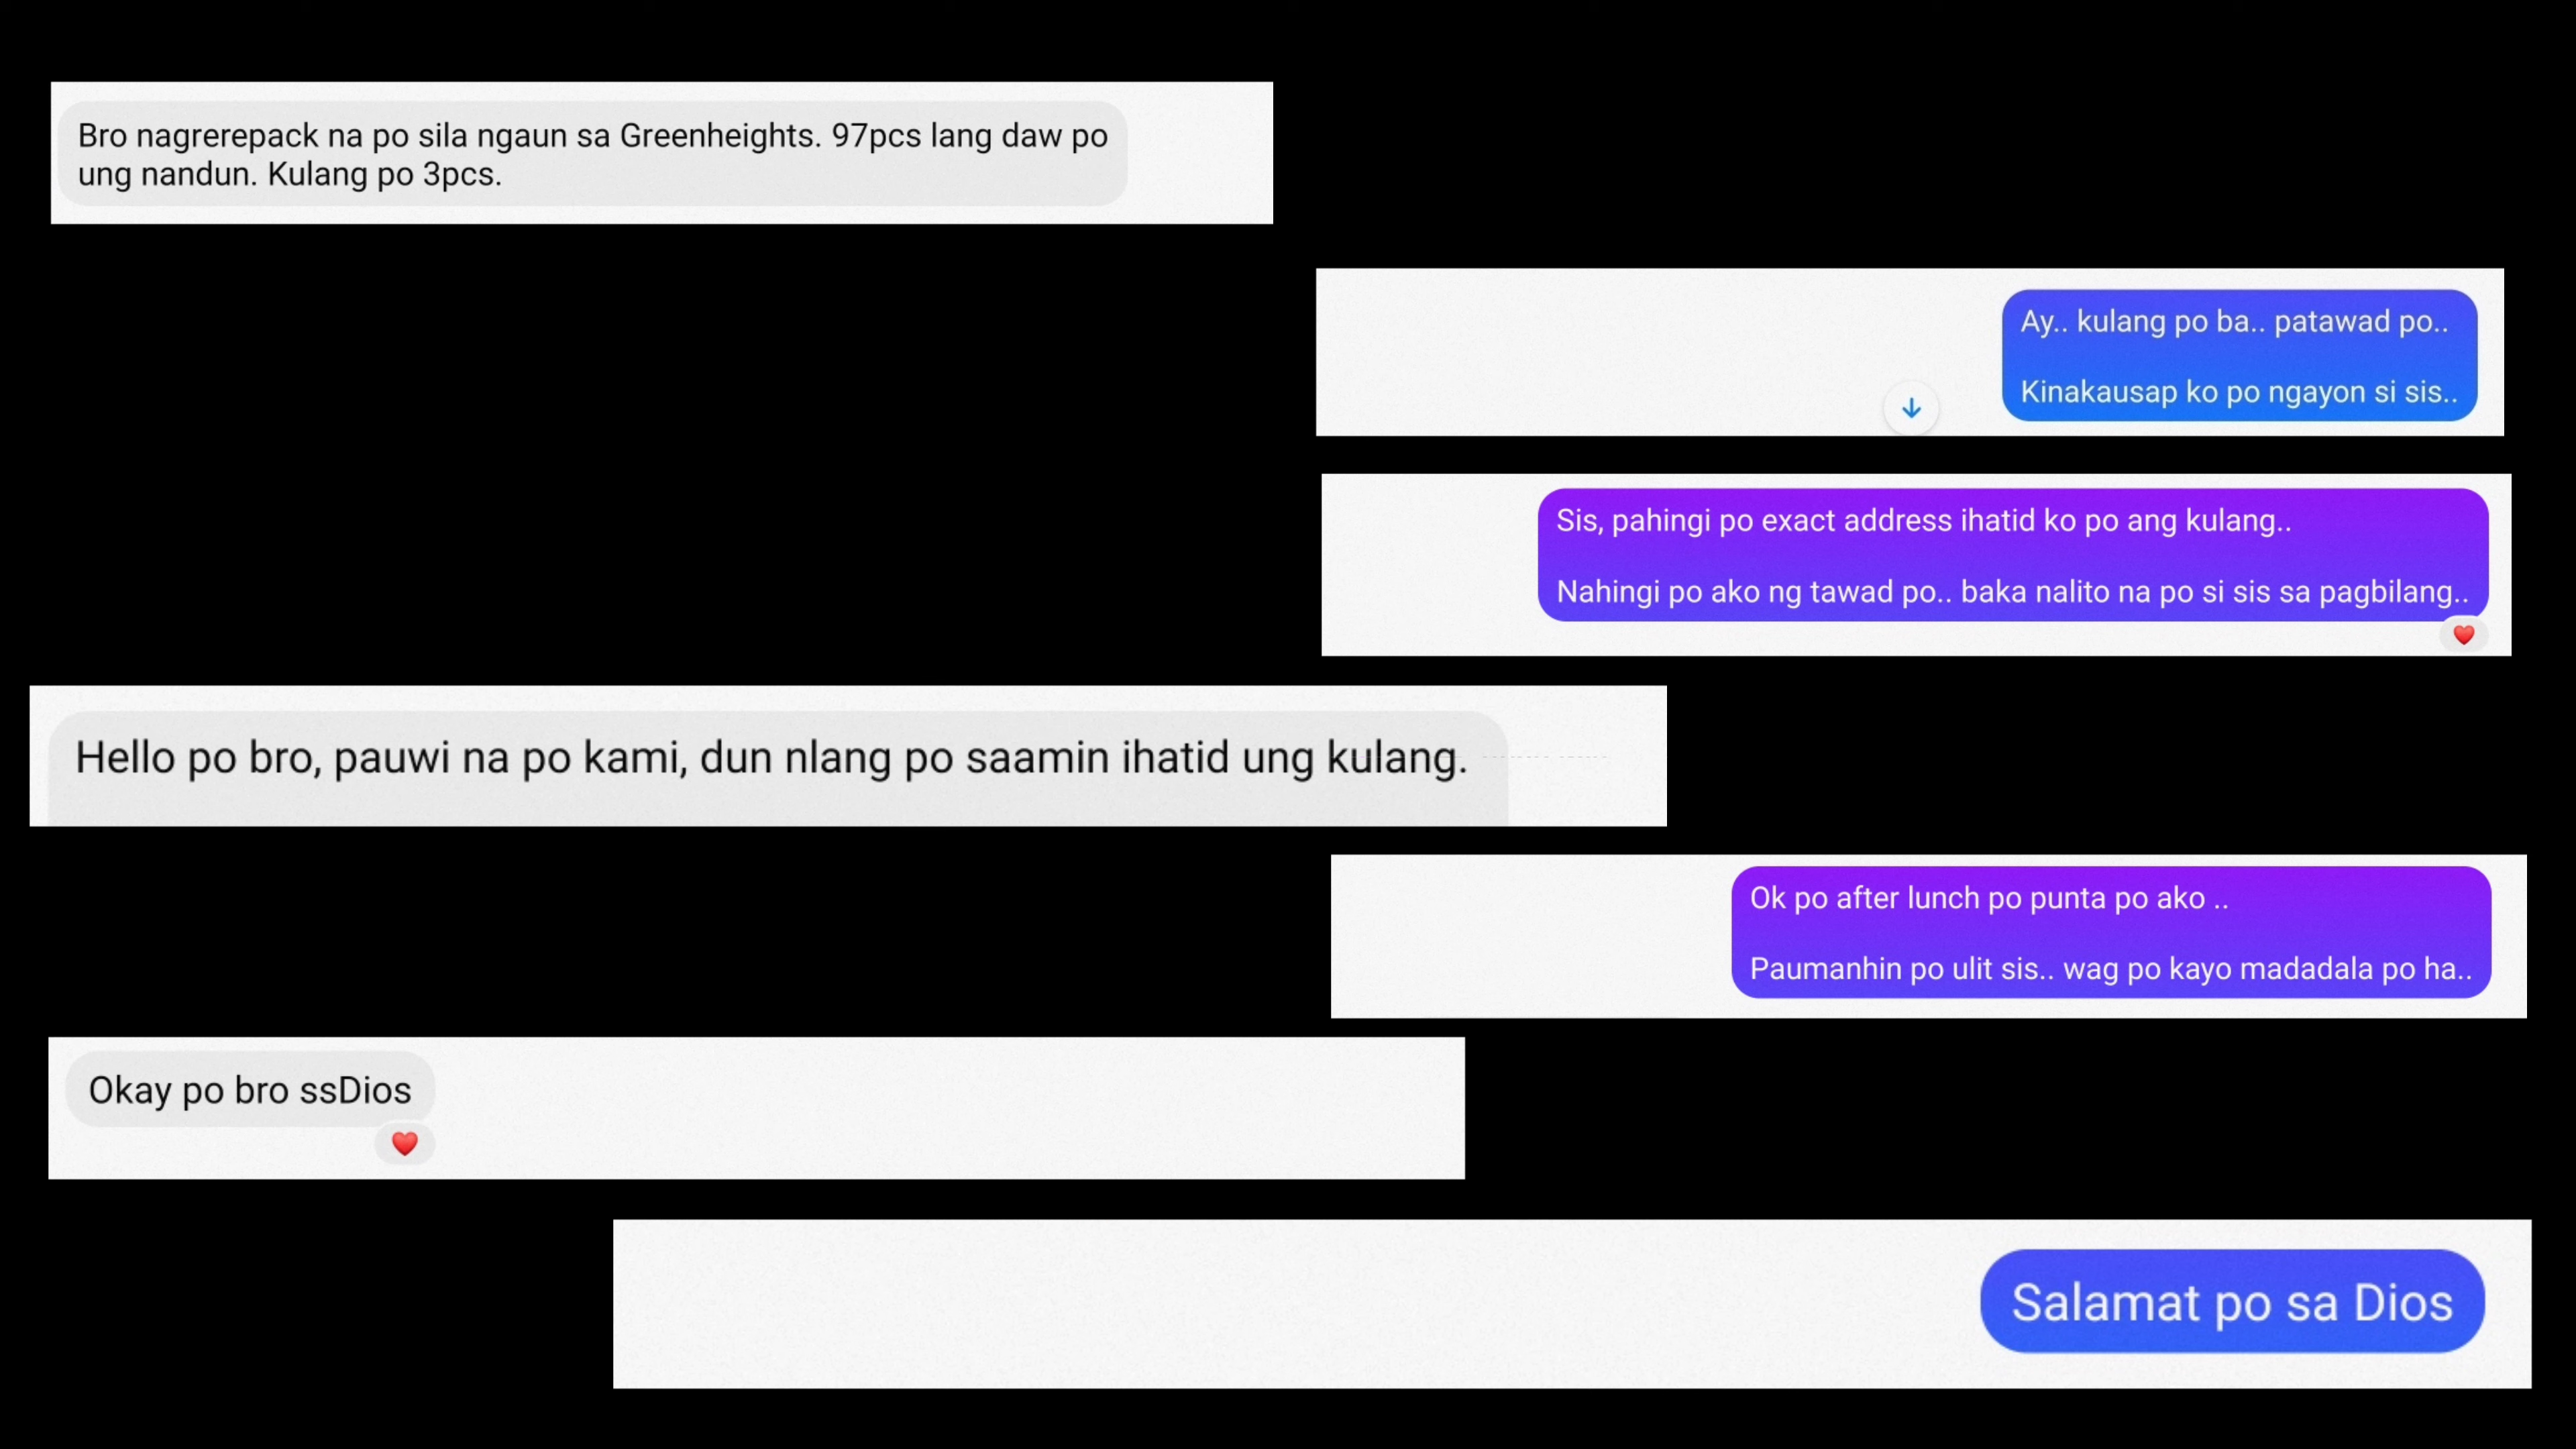 Bro nagrerepack na po sila ngaun sa Greenheights. 97pcs lang daw po
ung nandun. Kulang po 3pcs.
Ay.. kulang po ba.. patawad po..
Kinakausap ko po ngayon si sis..
Sis, pahingi po exact address ihatid ko po ang kulang..
Nahingi po ako ng tawad po.. baka nalito na po si sis sa pagbilang..
Hello po bro, pauwi na po kami, dun nlang po saamin ihatid ung kulang.
Ok po after lunch po punta po ako ..
Paumanhin po ulit sis.. wag po kayo madadala po ha..
Okay po bro ssDios
Salamat po sa Dios